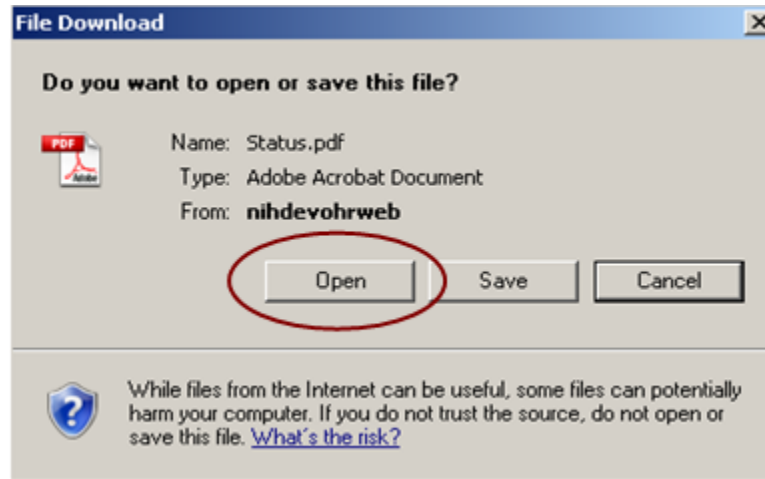 File Download
Do you want to open or save this file?
PDF
Adobe
Name: Status.pdf
Type: Adobe Acrobat Document
From: nihdevohrweb
Open Save Cancel
While files from the Internet can be useful, some files can potentially
harm your computer. If you do not trust the source, do not open or
save this file. What's the risk?